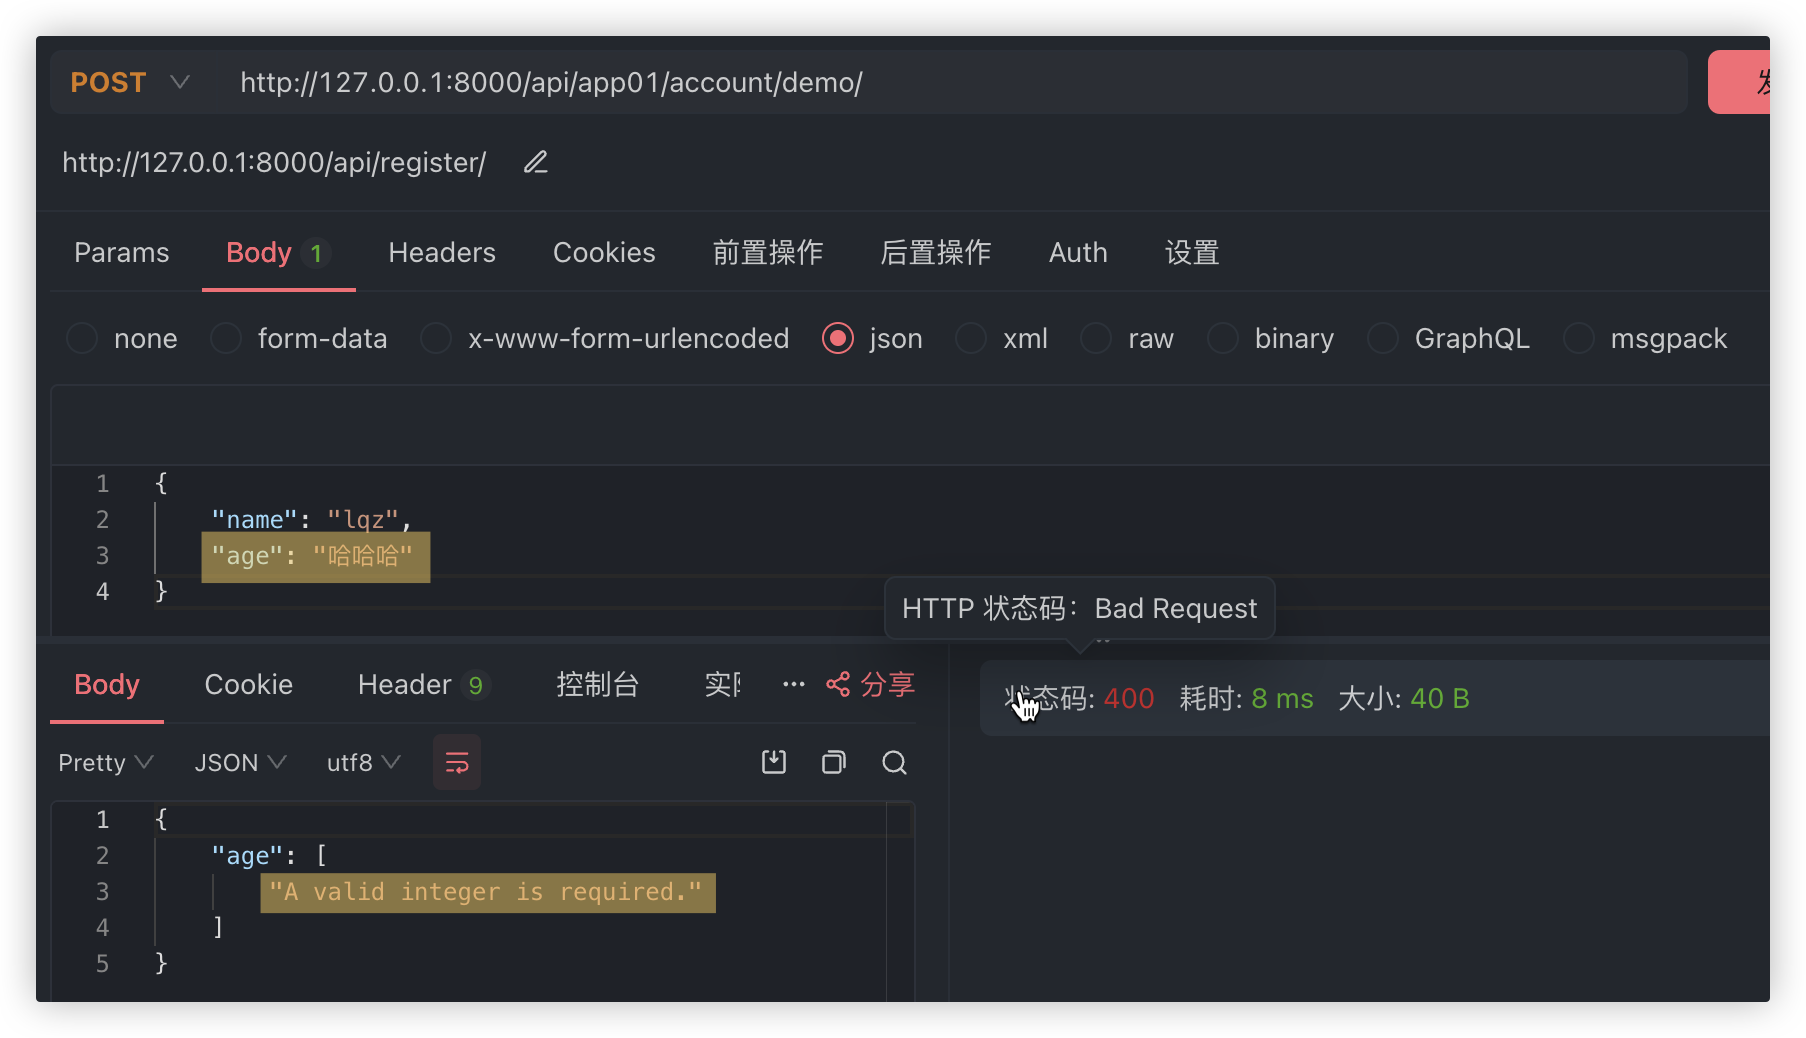 POST http://127.0.0.1:8000/api/app01/account/demo/
http://127.0.0.1:8000/api/register/
Params Body 1 Headers Cookies 前置操作 后置操作 Auth 设置
none form-data x-www-form-urlencoded json xml raw binary GraphQL msgpack
1 {
2 "name": "lqz",
3 "age": "哈哈哈"
4 }
HTTP 状态码：Bad Request
Body Cookie Header 9 控制台 ··· 分享
状态码: 400 耗时: 8 ms 大小: 40 B
Pretty JSON utf8
1 {
2 "age": [
3 "A valid integer is required."
4 ]
5 }